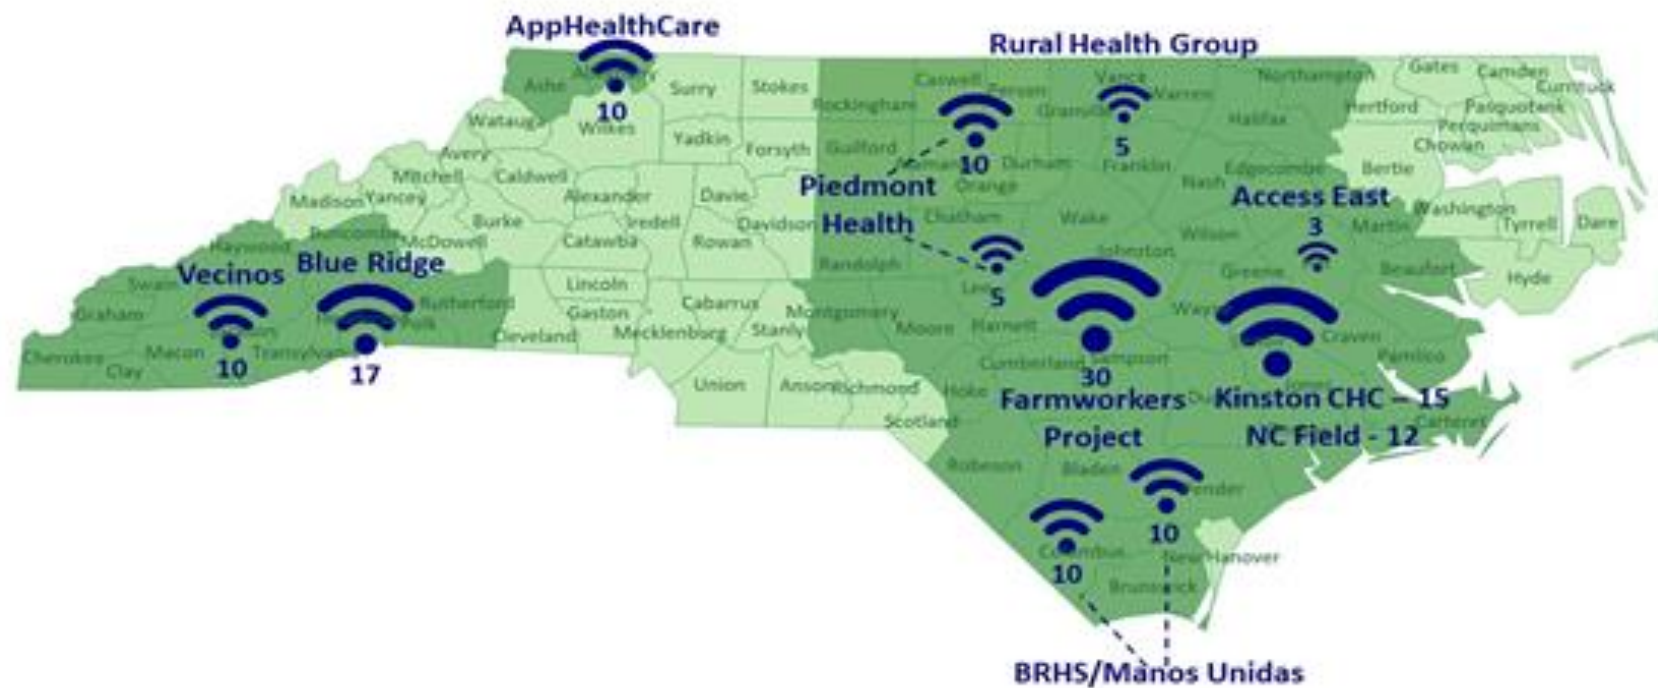 AppHealthCare
10
Rural Health Group
5
Piedmont
Health
10
5
Access East
3
Vecinos
10
Blue Ridge
17
30
Farmworkers
Project
Kinston CHC – 15
NC Field - 12
10
10
BRHS/Manos Unidas
Ashe
Surry
Stokes
Rockingham
Caswell
Person
Granville
Vance
Warren
Northampton
Gates
Camden
Currituck
Hertford
Pasquotank
Perquimans
Chowan
Halifax
Watauga
Wilkes
Yadkin
Forsyth
Guilford
Orange
Durham
Franklin
Nash
Edgecombe
Bertie
Avery
Mitchell
Caldwell
Alexander
Davie
Madison
Yancey
Burke
Iredell
Davidson
Chatham
Wake
Wilson
Martin
Washington
Tyrrell
Dare
Haywood
Buncombe
McDowell
Catawba
Rowan
Randolph
Johnston
Greene
Beaufort
Hyde
Swain
Graham
Rutherford
Polk
Lincoln
Gaston
Cabarrus
Montgomery
Lee
Wayne
Cherokee
Clay
Macon
Cleveland
Mecklenburg
Stanly
Moore
Harnett
Craven
Pamlico
Union
Anson
Richmond
Hoke
Cumberland
Sampson
Scotland
Carteret
Robeson
Bladen
Pender
Columbus
New Hanover
Brunswick